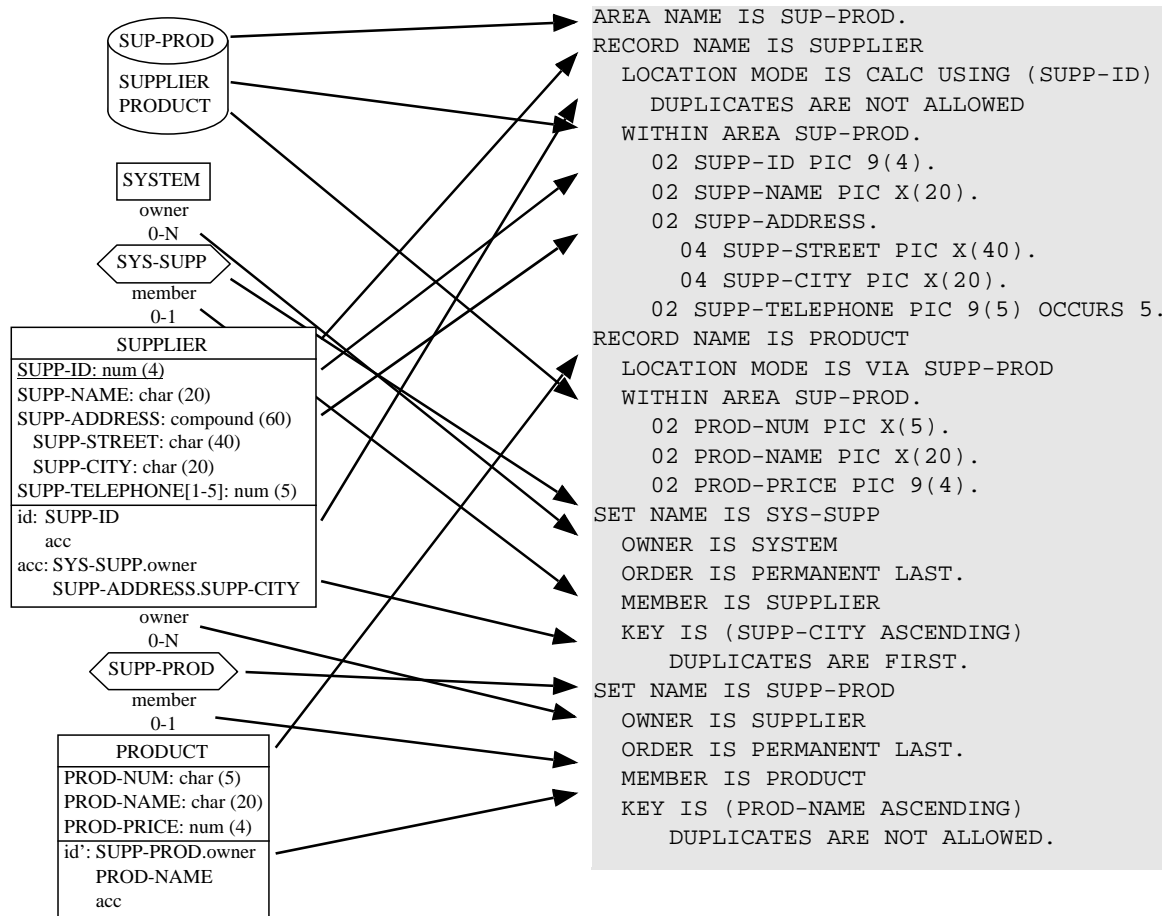 SUP-PROD
SUPPLIER
PRODUCT
SYSTEM
owner
0-N
SYS-SUPP
member
0-1
SUPPLIER
SUPP-ID: num (4)
SUPP-NAME: char (20)
SUPP-ADDRESS: compound (60)
SUPP-STREET: char (40)
SUPP-CITY: char (20)
SUPP-TELEPHONE[1-5]: num (5)
id: SUPP-ID
acc
acc: SYS-SUPP.owner
SUPP-ADDRESS.SUPP-CITY
owner
0-N
SUPP-PROD
member
0-1
PRODUCT
PROD-NUM: char (5)
PROD-NAME: char (20)
PROD-PRICE: num (4)
id’: SUPP-PROD.owner
PROD-NAME
acc
AREA NAME IS SUP-PROD.
RECORD NAME IS SUPPLIER
LOCATION MODE IS CALC USING (SUPP-ID)
DUPLICATES ARE NOT ALLOWED
WITHIN AREA SUP-PROD.
02 SUPP-ID PIC 9(4).
02 SUPP-NAME PIC X(20).
02 SUPP-ADDRESS.
04 SUPP-STREET PIC X(40).
04 SUPP-CITY PIC X(20).
02 SUPP-TELEPHONE PIC 9(5) OCCURS 5.
RECORD NAME IS PRODUCT
LOCATION MODE IS VIA SUPP-PROD
WITHIN AREA SUP-PROD.
02 PROD-NUM PIC X(5).
02 PROD-NAME PIC X(20).
02 PROD-PRICE PIC 9(4).
SET NAME IS SYS-SUPP
OWNER IS SYSTEM
ORDER IS PERMANENT LAST.
MEMBER IS SUPPLIER
KEY IS (SUPP-CITY ASCENDING)
DUPLICATES ARE FIRST.
SET NAME IS SUPP-PROD
OWNER IS SUPPLIER
ORDER IS PERMANENT LAST.
MEMBER IS PRODUCT
KEY IS (PROD-NAME ASCENDING)
DUPLICATES ARE NOT ALLOWED.